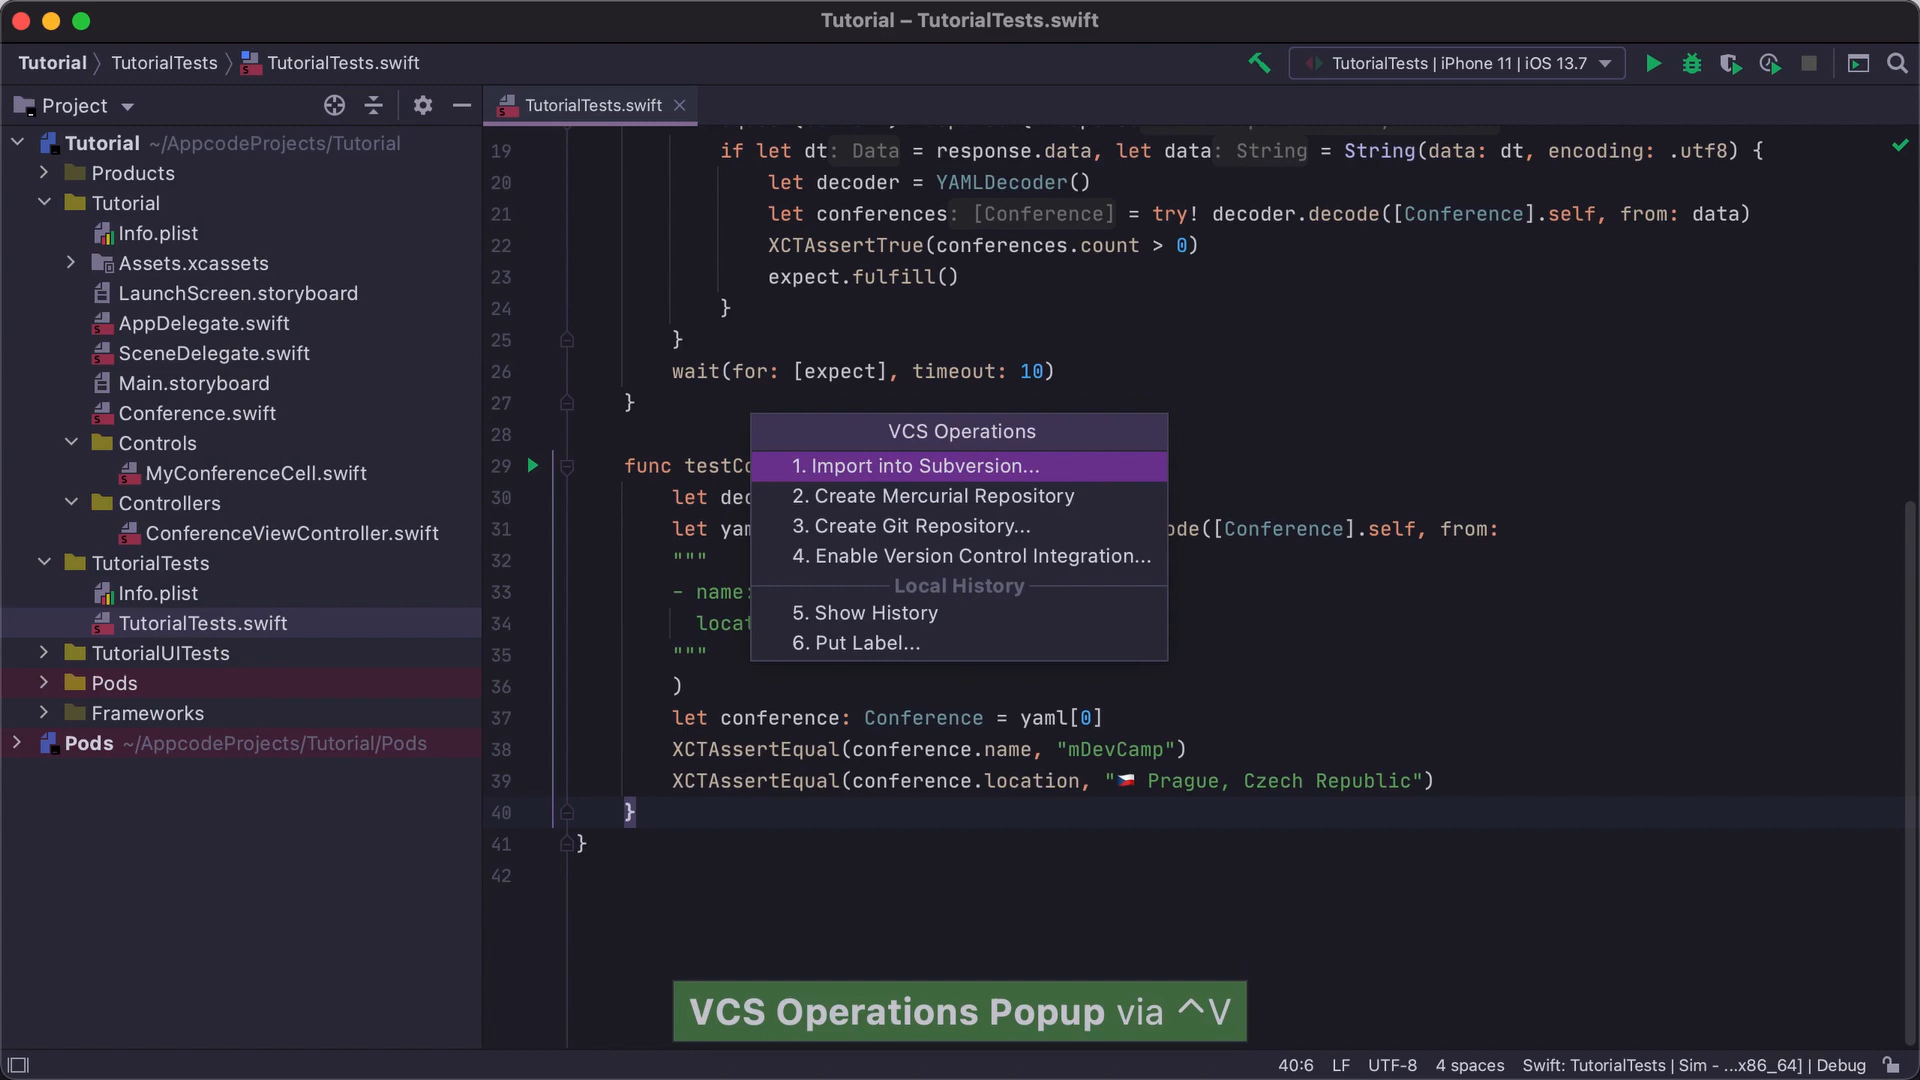 Tutorial – TutorialTests.swift
Tutorial
TutorialTests
TutorialTests.swift
TutorialTests | iPhone 11 | iOS 13.7
Project
TutorialTests.swift
Tutorial ~/AppcodeProjects/Tutorial
Products
Tutorial
Info.plist
Assets.xcassets
LaunchScreen.storyboard
AppDelegate.swift
SceneDelegate.swift
Main.storyboard
Conference.swift
Controls
MyConferenceCell.swift
Controllers
ConferenceViewController.swift
TutorialTests
Info.plist
TutorialTests.swift
TutorialUITests
Pods
Frameworks
Pods ~/AppcodeProjects/Tutorial/Pods
19 if let dt: Data = response.data, let data: String = String(data: dt, encoding: .utf8) {
20 let decoder = YAMLDecoder()
21 let conferences: [Conference] = try! decoder.decode([Conference].self, from: data)
22 XCTAssertTrue(conferences.count > 0)
23 expect.fulfill()
24 }
25 }
26 wait(for: [expect], timeout: 10)
27 }
28
29 func testCo
30 let dec
31 let yam ode([Conference].self, from:
32 """
33 - name:
34 locat
35 """
36 )
37 let conference: Conference = yaml[0]
38 XCTAssertEqual(conference.name, "mDevCamp")
39 XCTAssertEqual(conference.location, "🇨🇿 Prague, Czech Republic")
40 }
41 }
42
VCS Operations
1. Import into Subversion...
2. Create Mercurial Repository
3. Create Git Repository...
4. Enable Version Control Integration...
Local History
5. Show History
6. Put Label...
VCS Operations Popup via ^V
40:6 LF UTF-8 4 spaces Swift: TutorialTests | Sim - ...x86_64] | Debug